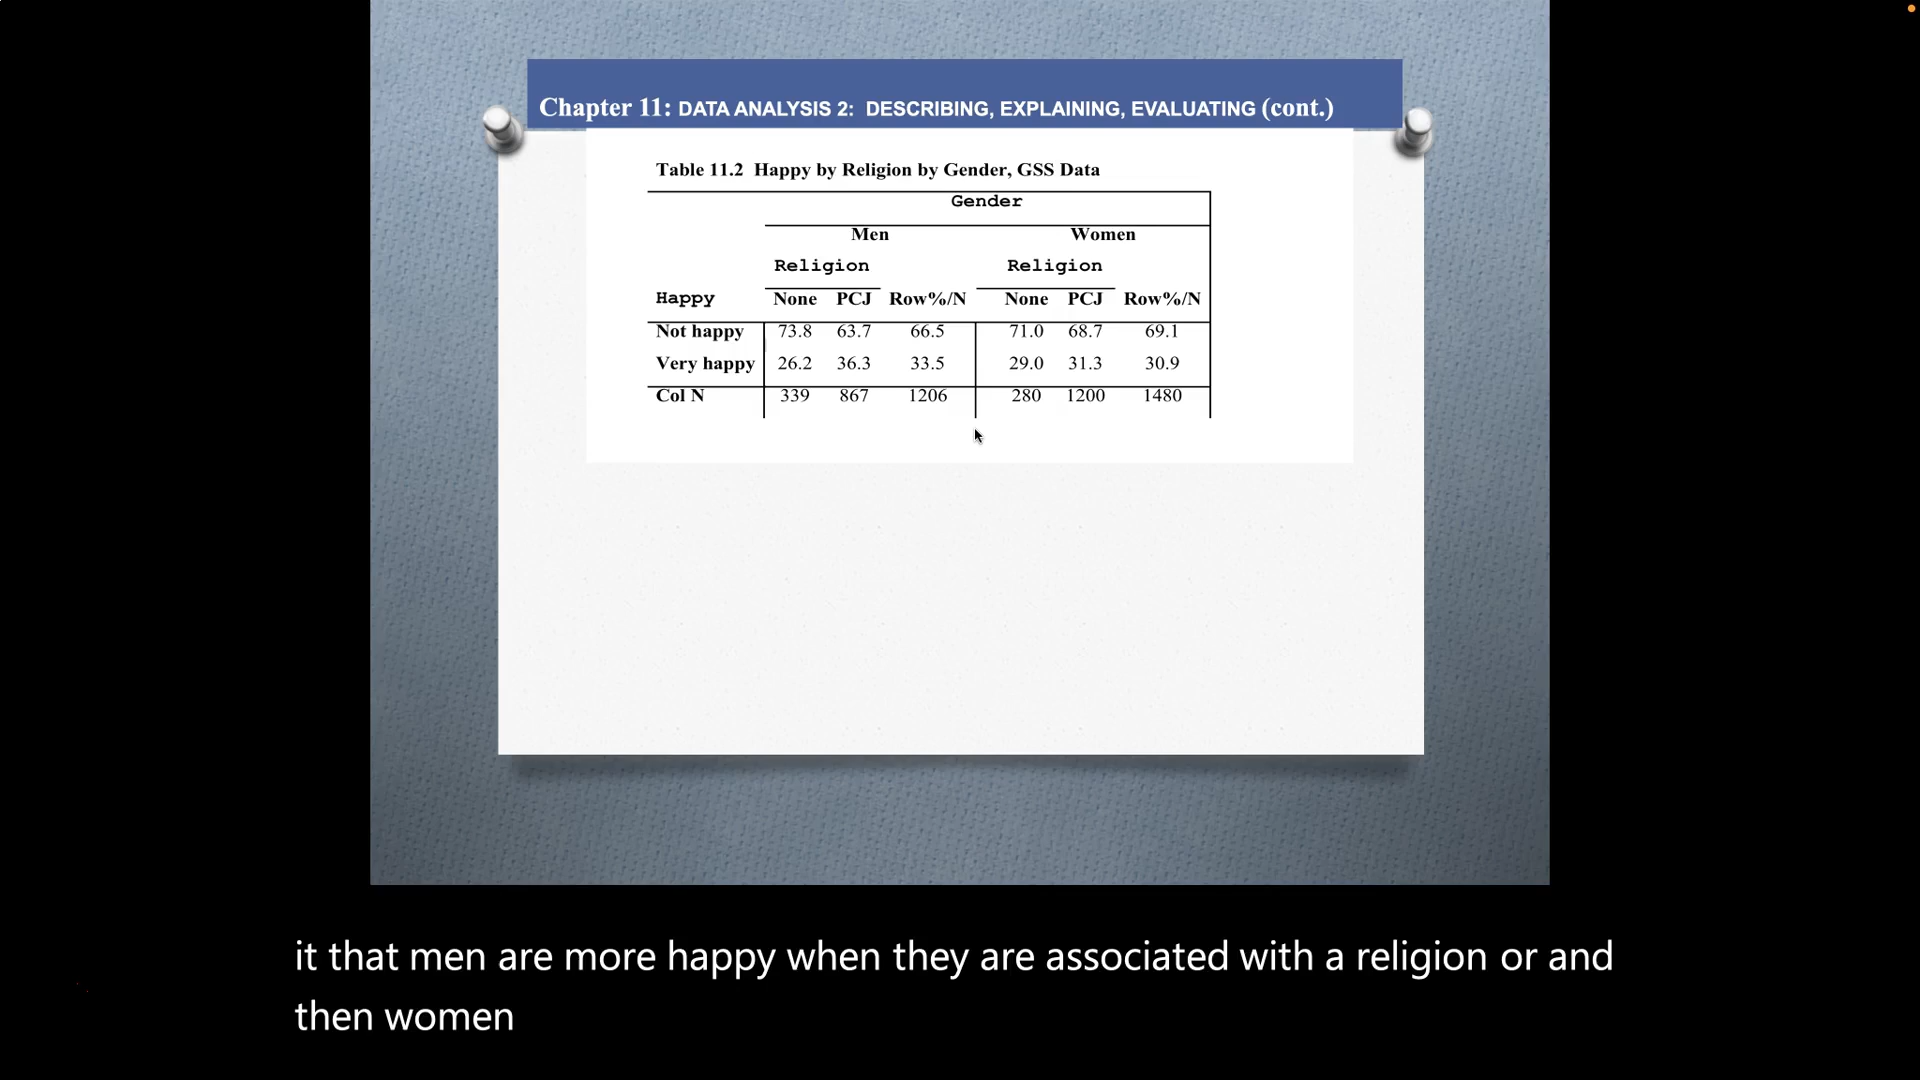 Chapter 11: DATA ANALYSIS 2: DESCRIBING, EXPLAINING, EVALUATING (cont.)
Table 11.2 Happy by Religion by Gender, GSS Data
Gender
Men Women
Religion Religion
Happy None PCJ Row%/N None PCJ Row%/N
Not happy 73.8 63.7 66.5 71.0 68.7 69.1
Very happy 26.2 36.3 33.5 29.0 31.3 30.9
Col N 339 867 1206 280 1200 1480
it that men are more happy when they are associated with a religion or and
then women